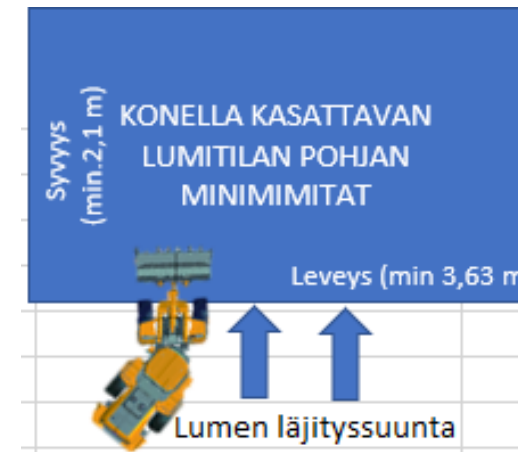 Syvyys
(min.2,1 m)
KONELLA KASATTAVAN
LUMITILAN POHJAN
MINIMIMITAT
Leveys (min 3,63 m
Lumen läjityssuunta